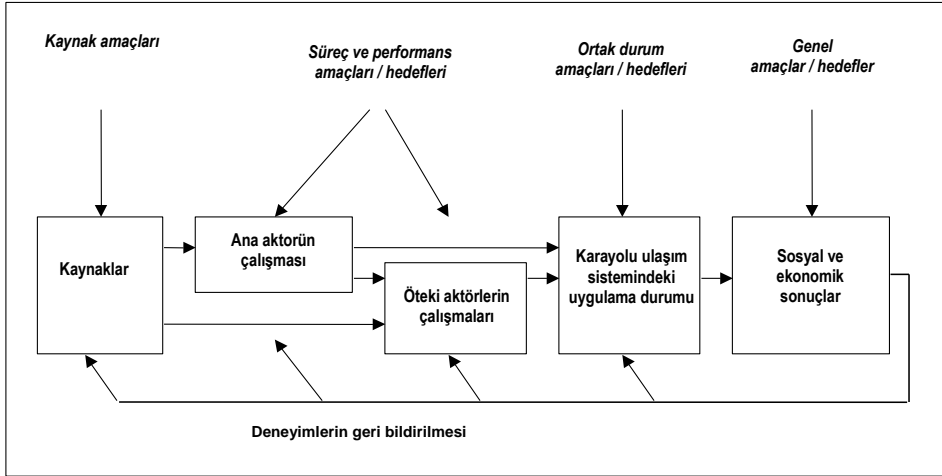 Kaynak amaçları
Süreç ve performans
amaçları / hedefleri
Ortak durum
amaçları / hedefleri
Genel
amaçlar / hedefler
Kaynaklar
Ana aktorün
çalışması
Öteki aktörlerin
çalışmaları
Karayolu ulaşım
sistemindeki
uygulama durumu
Sosyal ve
ekonomik
sonuçlar
Deneyimlerin geri bildirilmesi